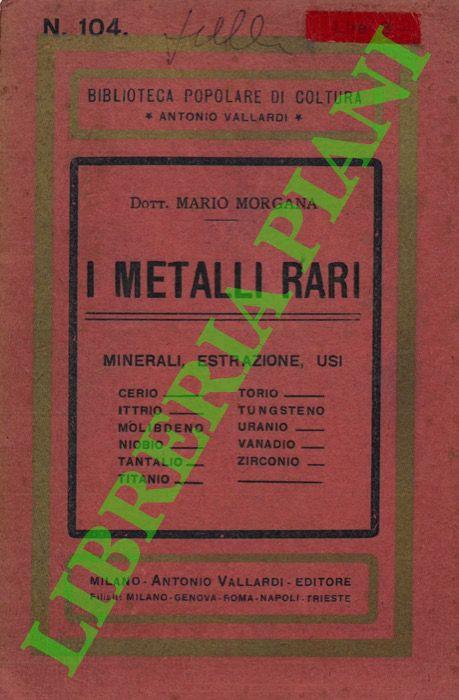 N. 104.
BIBLIOTECA POPOLARE DI COLTURA
* ANTONIO VALLARDI *
DOTT. MARIO MORGANA
I METALLI RARI
MINERALI, ESTRAZIONE, USI
CERIO TORIO
ITTRIO TUNGSTENO
MOLIBDENO URANIO
NIOBIO VANADIO
TANTALIO ZIRCONIO
TITANIO
MILANO - ANTONIO VALLARDI - EDITORE
Filiali: MILANO-GENOVA-ROMA-NAPOLI-TRIESTE
LIBRERIA PIANI